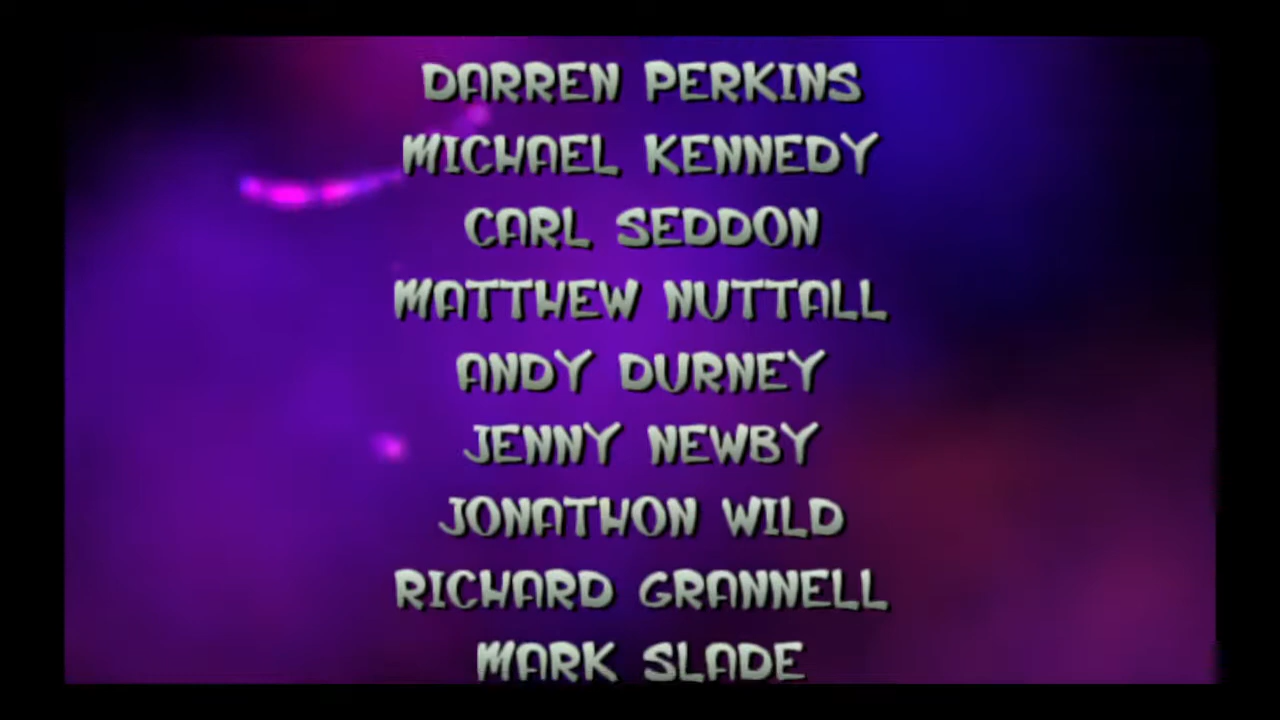 DARREN PERKINS
MICHAEL KENNEDY
CARL SEDDON
MATTHEW NUTTALL
ANDY DURNEY
JENNY NEWBY
JONATHON WILD
RICHARD GRANNELL
MARK SLADE